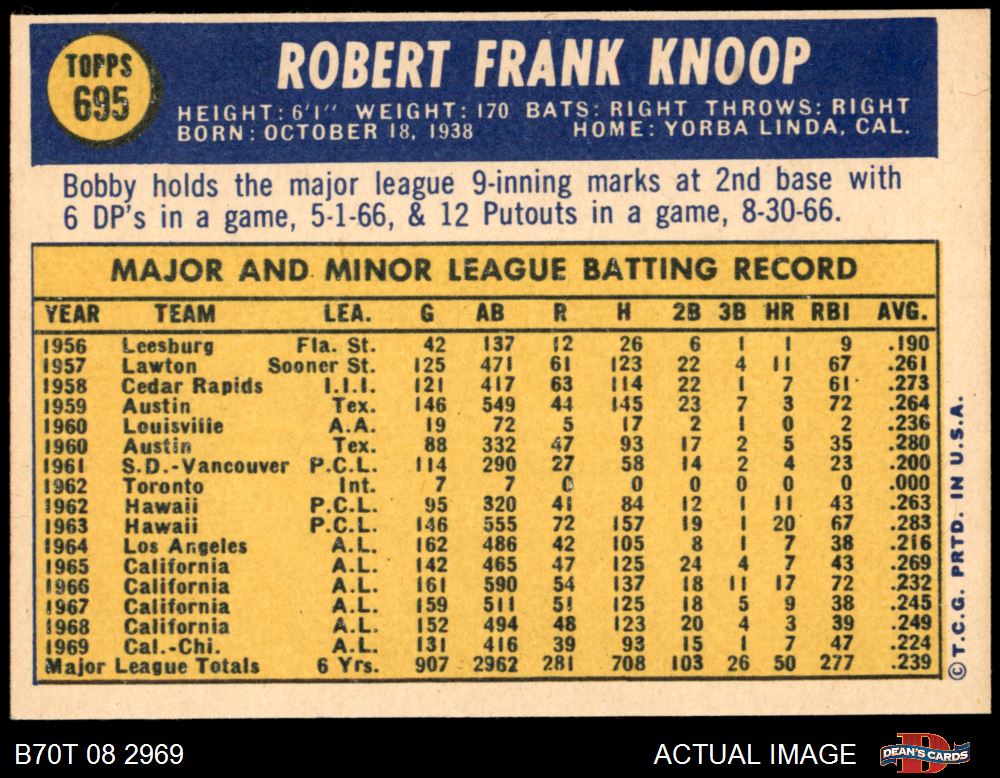 TOPPS
695
ROBERT FRANK KNOOP
HEIGHT: 6'1" WEIGHT: 170 BATS: RIGHT THROWS: RIGHT
BORN: OCTOBER 18, 1938 HOME: YORBA LINDA, CAL.
Bobby holds the major league 9-inning marks at 2nd base with
6 DP's in a game, 5-1-66, & 12 Putouts in a game, 8-30-66.
MAJOR AND MINOR LEAGUE BATTING RECORD
YEAR TEAM LEA. G AB R H 2B 3B HR RBI AVG.
1956 Leesburg Fla. St. 42 137 12 26 6 1 1 9 .190
1957 Lawton Sooner St. 125 471 61 123 22 4 11 67 .261
1958 Cedar Rapids I.I.I. 121 417 63 114 22 1 7 61 .273
1959 Austin Tex. 146 549 44 145 23 7 3 72 .264
1960 Louisville A.A. 19 72 5 17 2 1 0 2 .236
1960 Austin Tex. 88 332 47 93 17 2 5 35 .280
1961 S.D.-Vancouver P.C.L. 114 290 27 58 14 2 4 23 .200
1962 Toronto Int. 7 7 0 0 0 0 0 0 .000
1962 Hawaii P.C.L. 95 320 41 84 12 1 11 43 .263
1963 Hawaii P.C.L. 146 555 72 157 19 1 20 67 .283
1964 Los Angeles A.L. 162 486 42 105 8 1 7 38 .216
1965 California A.L. 142 465 47 125 24 4 7 43 .269
1966 California A.L. 161 590 54 137 18 11 17 72 .232
1967 California A.L. 159 511 51 125 18 5 9 38 .245
1968 California A.L. 152 494 48 123 20 4 3 39 .249
1969 Cal.-Chi. A.L. 131 416 39 93 15 1 7 47 .224
Major League Totals 6 Yrs. 907 2962 281 708 103 26 50 277 .239
© T.C.G. PRTD. IN U.S.A.
B70T 08 2969 ACTUAL IMAGE
DEAN'S CARDS